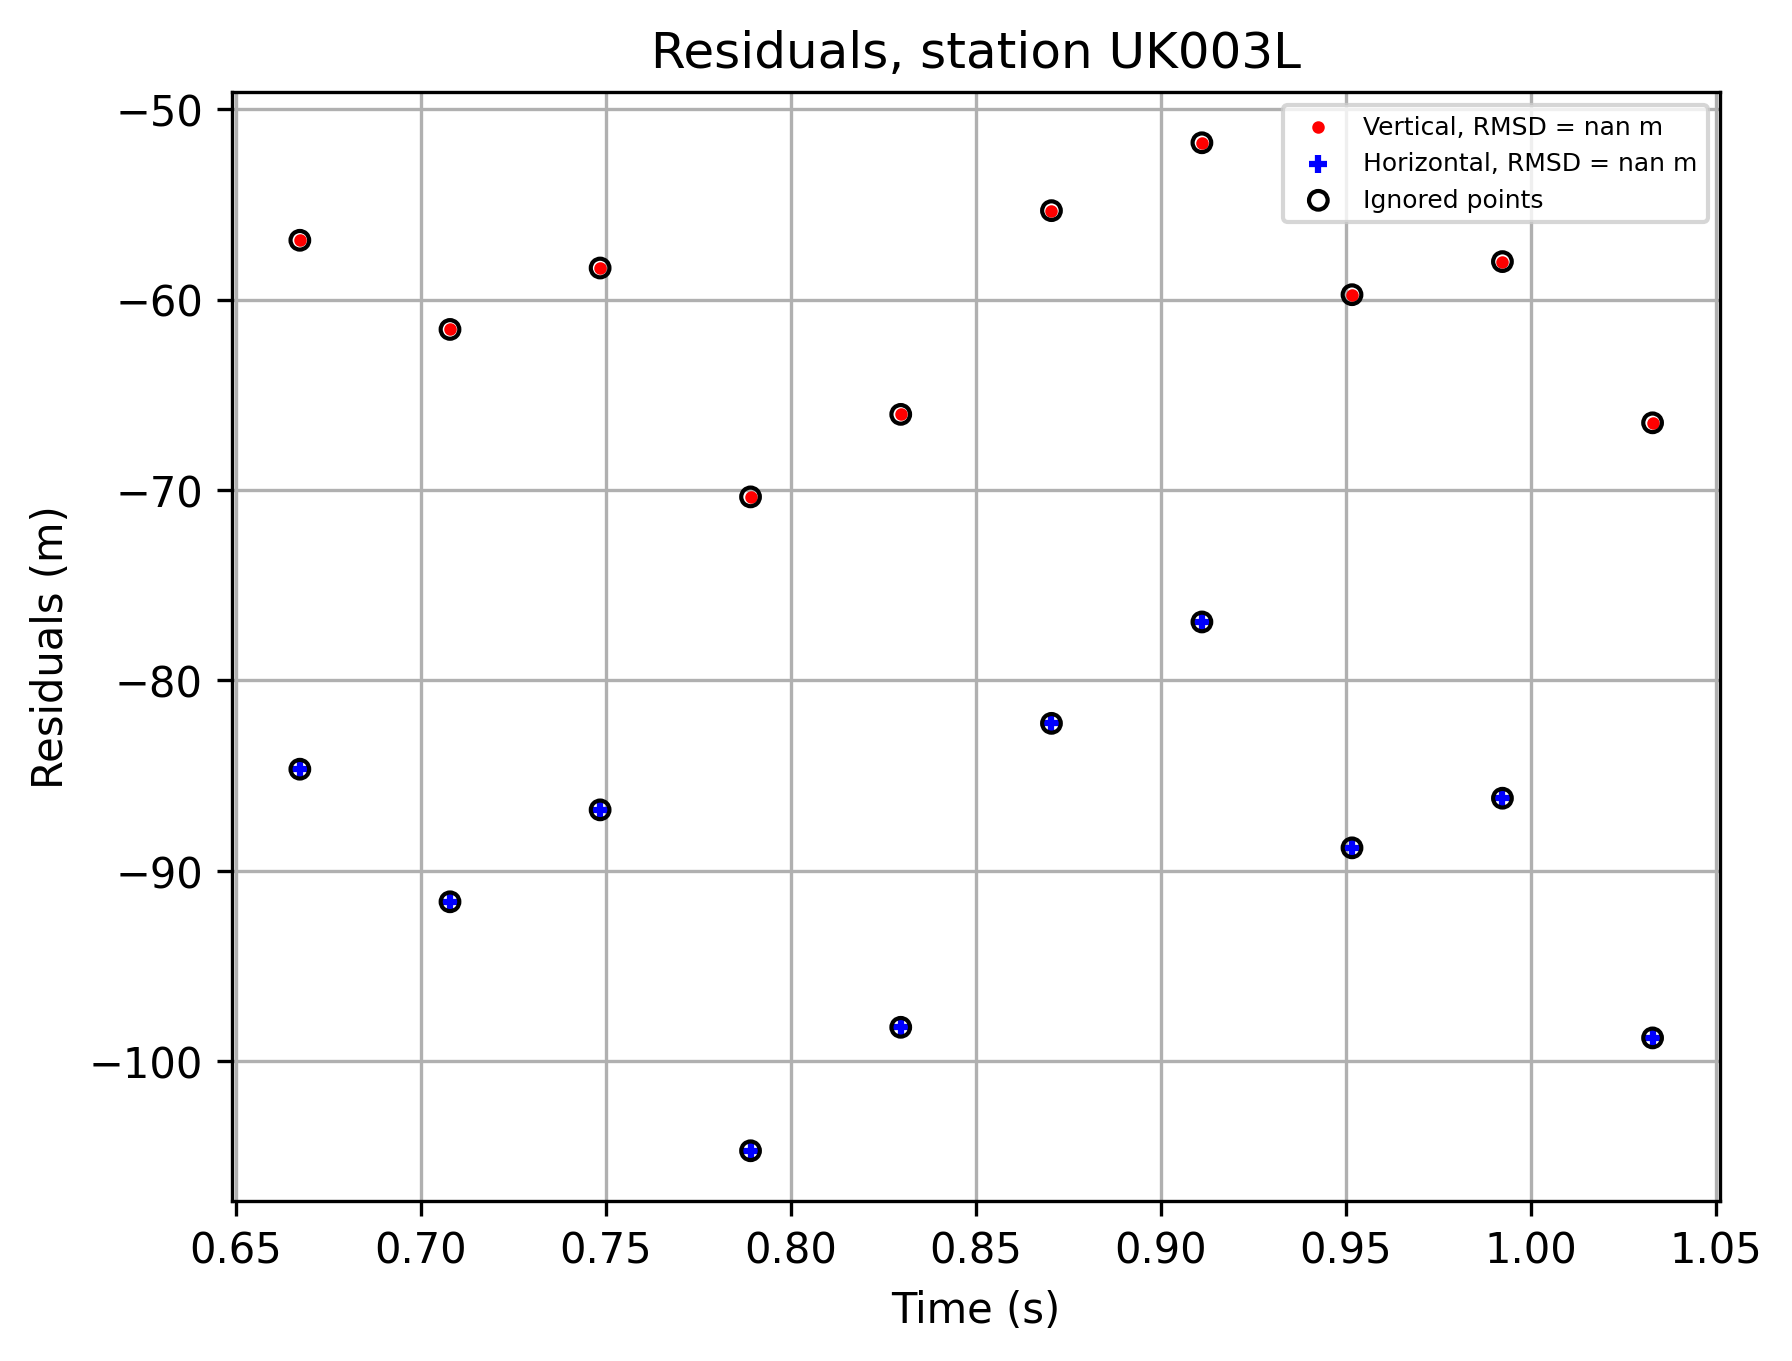 Residuals, station UK003L
Vertical, RMSD = nan m
Horizontal, RMSD = nan m
Ignored points
Residuals (m)
−50
−60
−70
−80
−90
−100
0.65 0.70 0.75 0.80 0.85 0.90 0.95 1.00 1.05
Time (s)